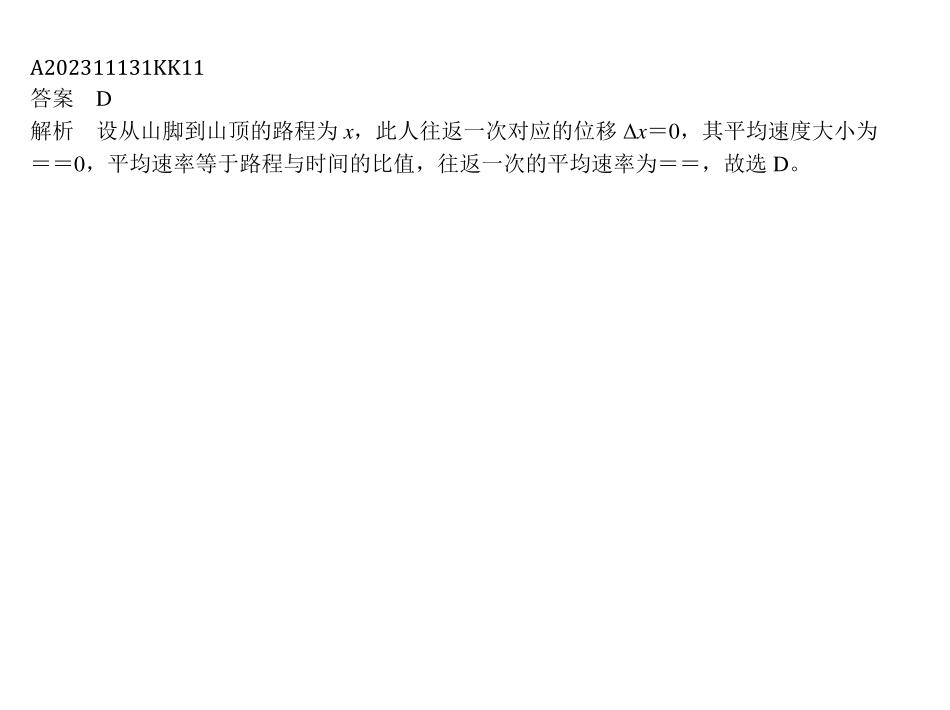 A202311131KK11
答案　D
解析　设从山脚到山顶的路程为 x，此人往返一次对应的位移 Δx＝0，其平均速度大小为
＝＝0，平均速率等于路程与时间的比值，往返一次的平均速率为＝＝，故选 D。